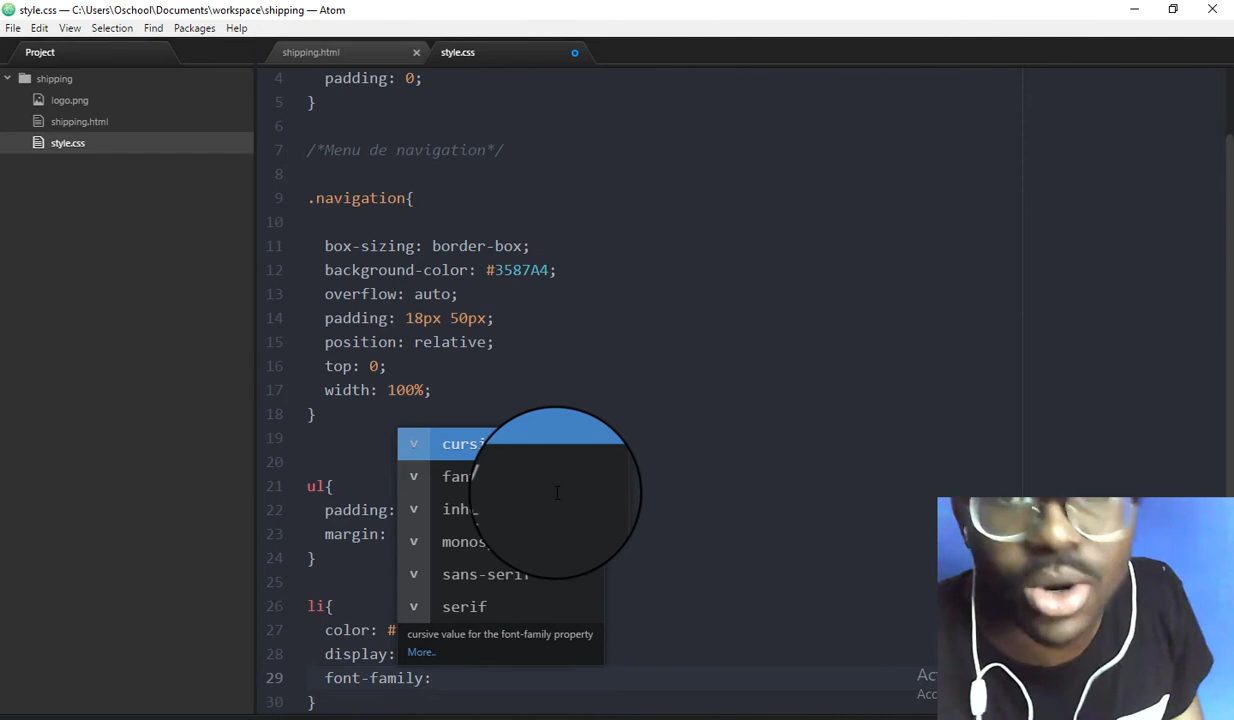 style.css — C:\Users\Oschool\Documents\workspace\shipping — Atom
File Edit View Selection Find Packages Help
Project
shipping.html
style.css
shipping
logo.png
shipping.html
style.css
4 padding: 0;
5 }
6
7 /*Menu de navigation*/
8
9 .navigation{
10
11 box-sizing: border-box;
12 background-color: #3587A4;
13 overflow: auto;
14 padding: 18px 50px;
15 position: relative;
16 top: 0;
17 width: 100%;
18 }
19
20
21 ul{
22 padding:
23 margin:
24 }
25
26 li{
27 color: #
28 display:
29 font-family:
30 }
v
v
v
v
v sans-serif
v serif
cursive value for the font-family property
More..